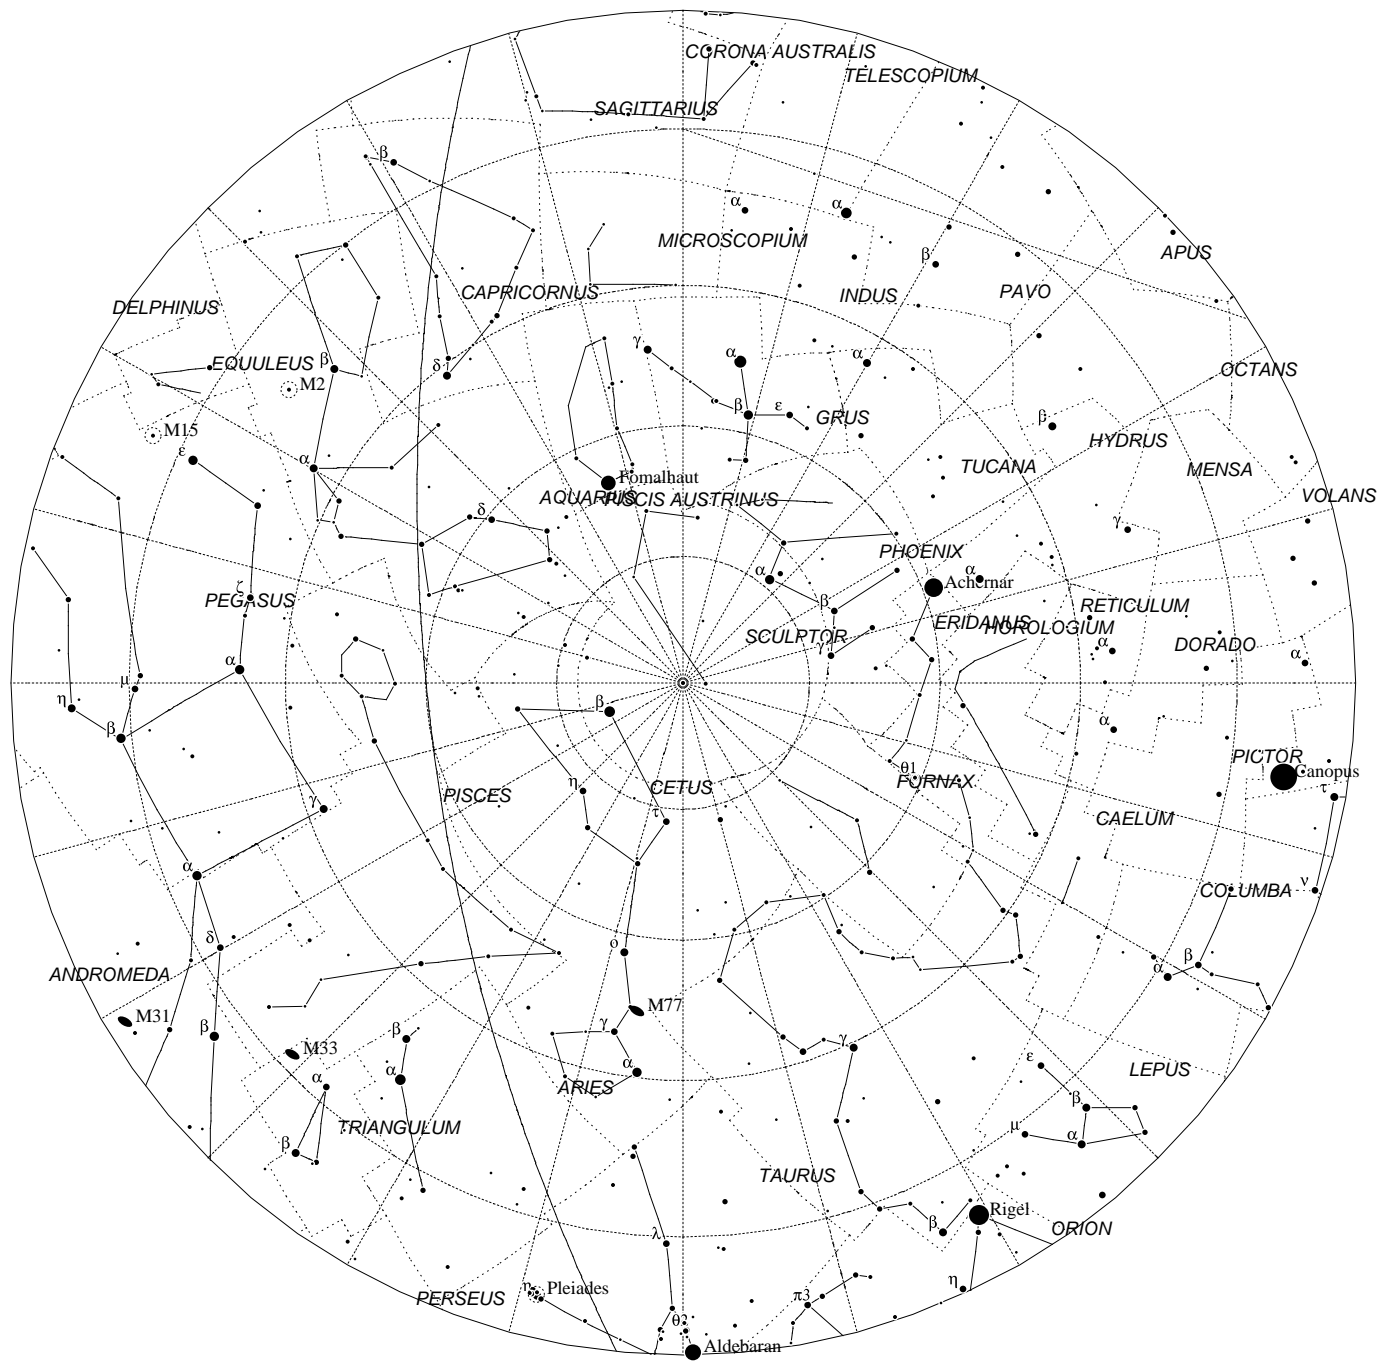 CORONA AUSTRALIS
TELESCOPIUM
SAGITTARIUS
β
α
α
MICROSCOPIUM
β
APUS
CAPRICORNUS
INDUS
PAVO
DELPHINUS
γ
α
α
EQUULEUS
β
δ
OCTANS
M2
β
ε
GRUS
β
M15
HYDRUS
ε
α
TUCANA
MENSA
Fomalhaut
AQUARIUS
PISCIS AUSTRINUS
VOLANS
δ
γ
PHOENIX
α
α
Achernar
ζ
PEGASUS
β
RETICULUM
ERIDANUS
HOROLOGIUM
SCULPTOR
γ
α
DORADO
α
α
μ
η
β
β
α
PICTOR
θ1
Canopus
FORNAX
η
CETUS
τ
PISCES
γ
τ
CAELUM
α
ν
COLUMBA
δ
ο
β
α
ANDROMEDA
M77
M31
β
β
γ
M33
ε
α
α
α
LEPUS
ARIES
β
TRIANGULUM
μ
α
β
TAURUS
λ
β
Rigel
ORION
η
Pleiades
η
PERSEUS
π3
θ2
Aldebaran